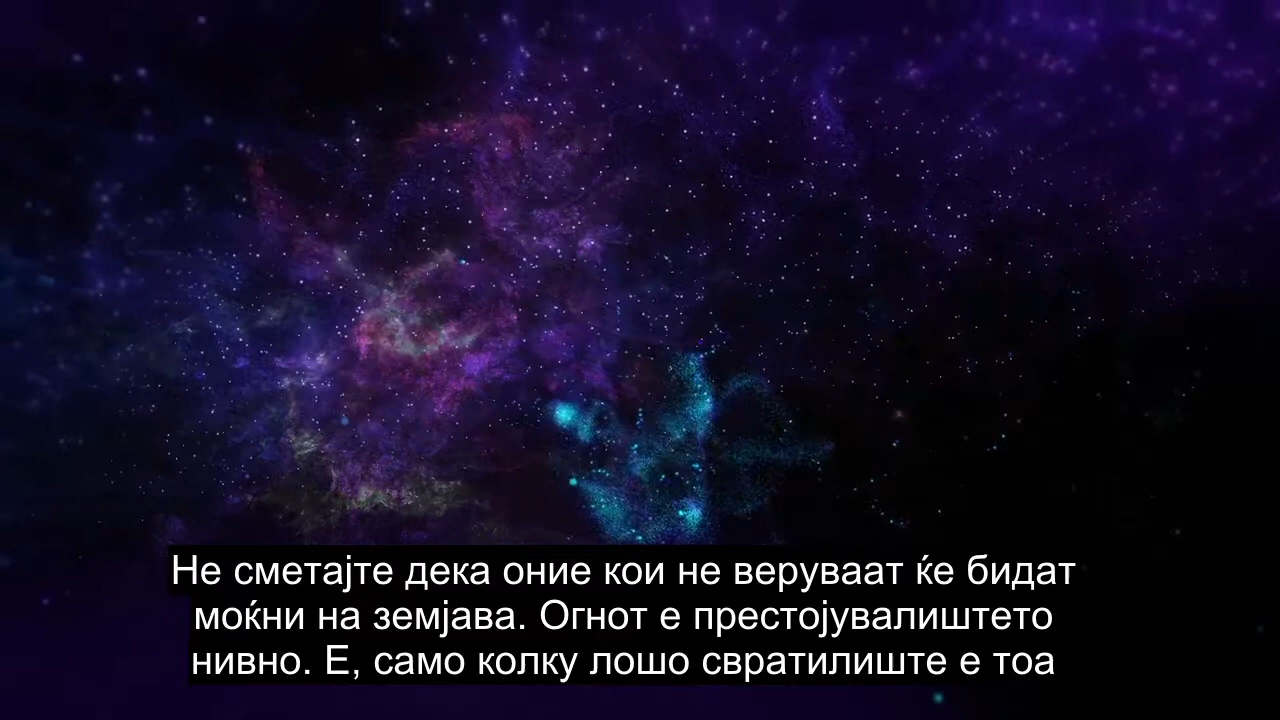 Не сметајте дека оние кои не веруваат ќе бидат
моќни на земјава. Огнот е престојувалиштето
нивно. Е, само колку лошо свратилиште е тоа